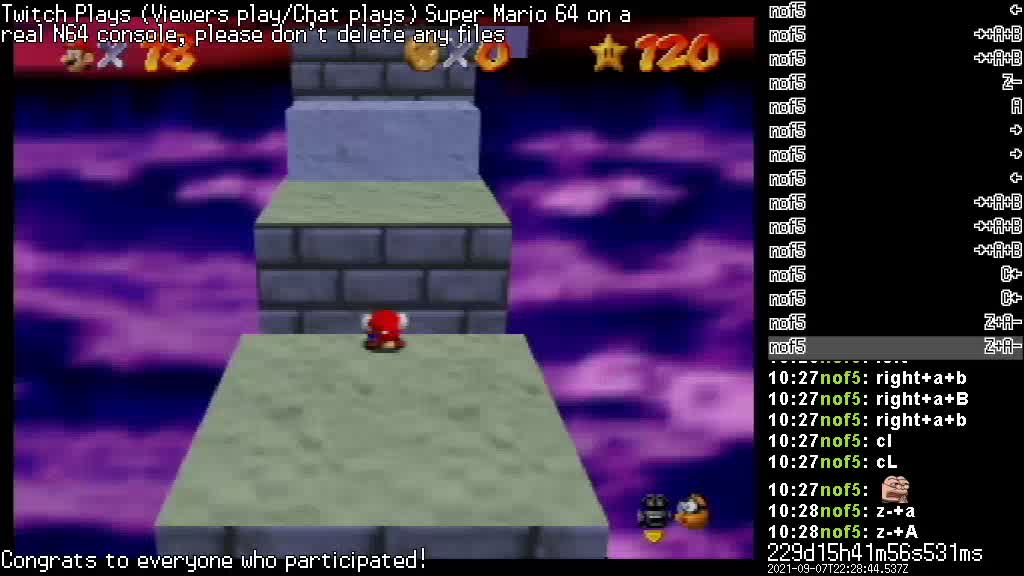 Twitch Plays (Viewers play/Chat plays) Super Mario 64 on a
real N64 console, please don't delete any files
X 78
X 0
120
nof5 ←
nof5 →+A+B
nof5 →+A+B
nof5 Z-
nof5 A
nof5 →
nof5 →
nof5 ←
nof5 →+A+B
nof5 →+A+B
nof5 →+A+B
nof5 C←
nof5 C←
nof5 Z+A-
nof5 Z+A-
10:27nof5: right+a+b
10:27nof5: right+a+B
10:27nof5: right+a+b
10:27nof5: cl
10:27nof5: cL
10:27nof5:
10:28nof5: z-+a
10:28nof5: z-+A
229d15h41m56s531ms
2021-09-07T22:28:44.537Z
Congrats to everyone who participated!